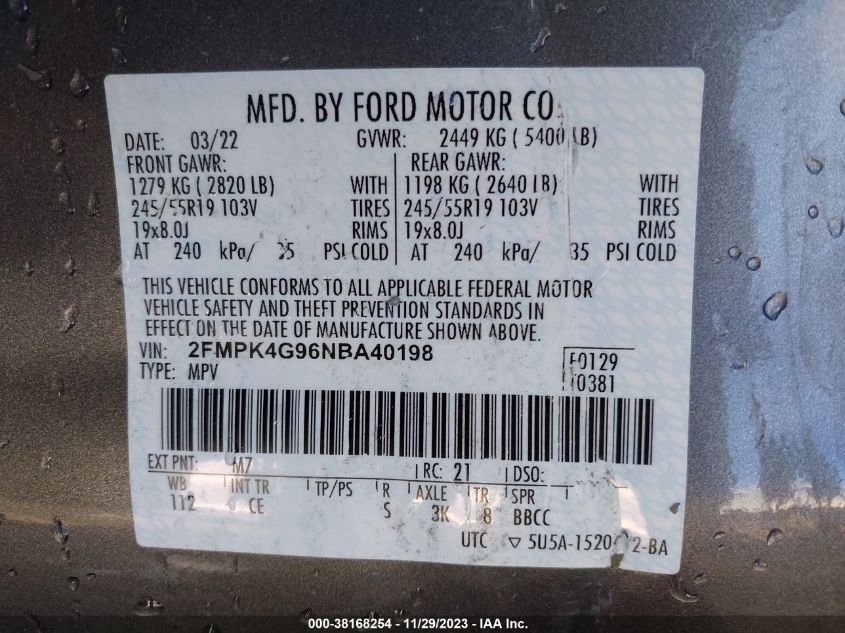 MFD. BY FORD MOTOR CO.
DATE: 03/22 GVWR: 2449 KG ( 5400 LB)
FRONT GAWR: REAR GAWR:
1279 KG ( 2820 LB) WITH 1198 KG ( 2640 LB) WITH
245/55R19 103V TIRES 245/55R19 103V TIRES
19x8.0J RIMS 19x8.0J RIMS
AT 240 kPa/ 35 PSI COLD AT 240 kPa/ 35 PSI COLD
THIS VEHICLE CONFORMS TO ALL APPLICABLE FEDERAL MOTOR
VEHICLE SAFETY AND THEFT PREVENTION STANDARDS IN
EFFECT ON THE DATE OF MANUFACTURE SHOWN ABOVE.
VIN: 2FMPK4G96NBA40198 F0129
TYPE: MPV T0381
EXT PNT: M7 RC: 21 DSO:
WB INT TR TP/PS R AXLE TR SPR
112 CE S 3K 8 BBCC
UTC ▽ 5U5A-1520 2-BA
000-38168254 - 11/29/2023 - IAA Inc.